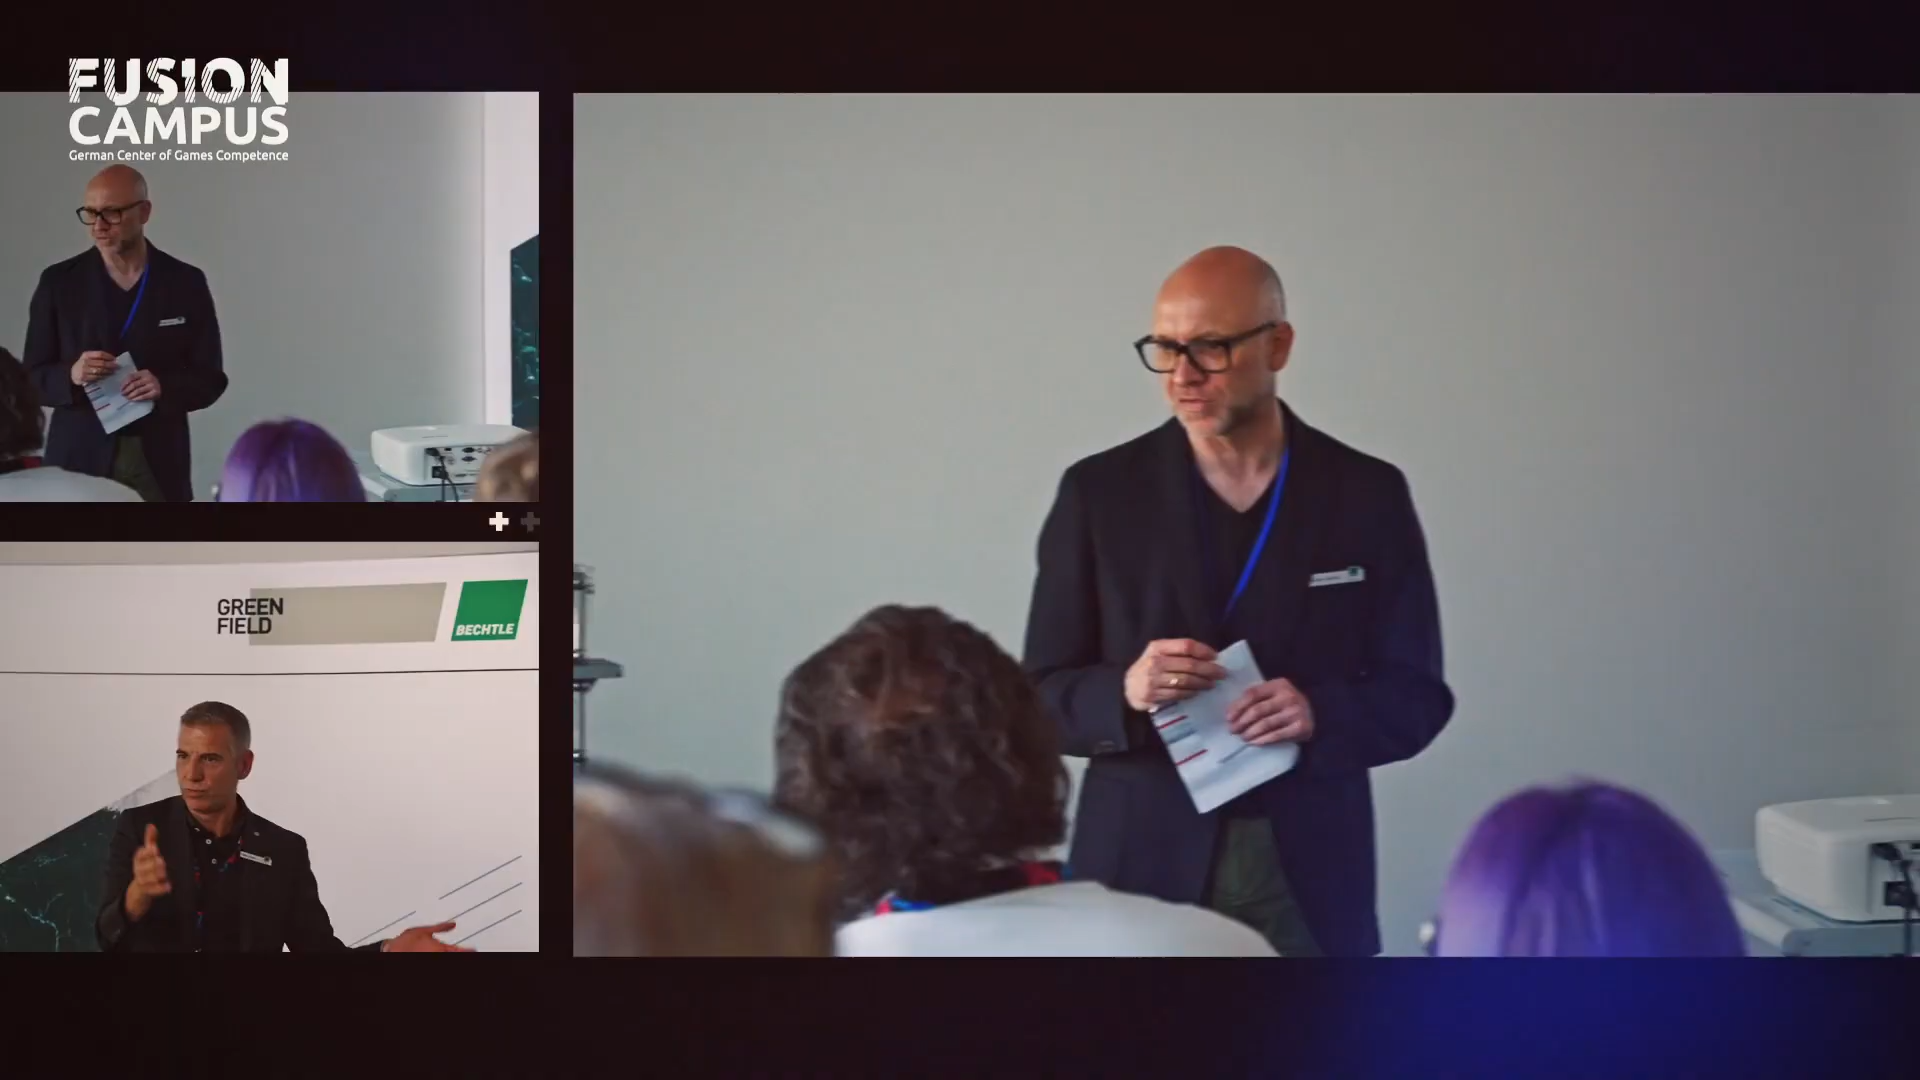 FUSION
CAMPUS
German Center of Games Competence
GREEN
FIELD
BECHTLE